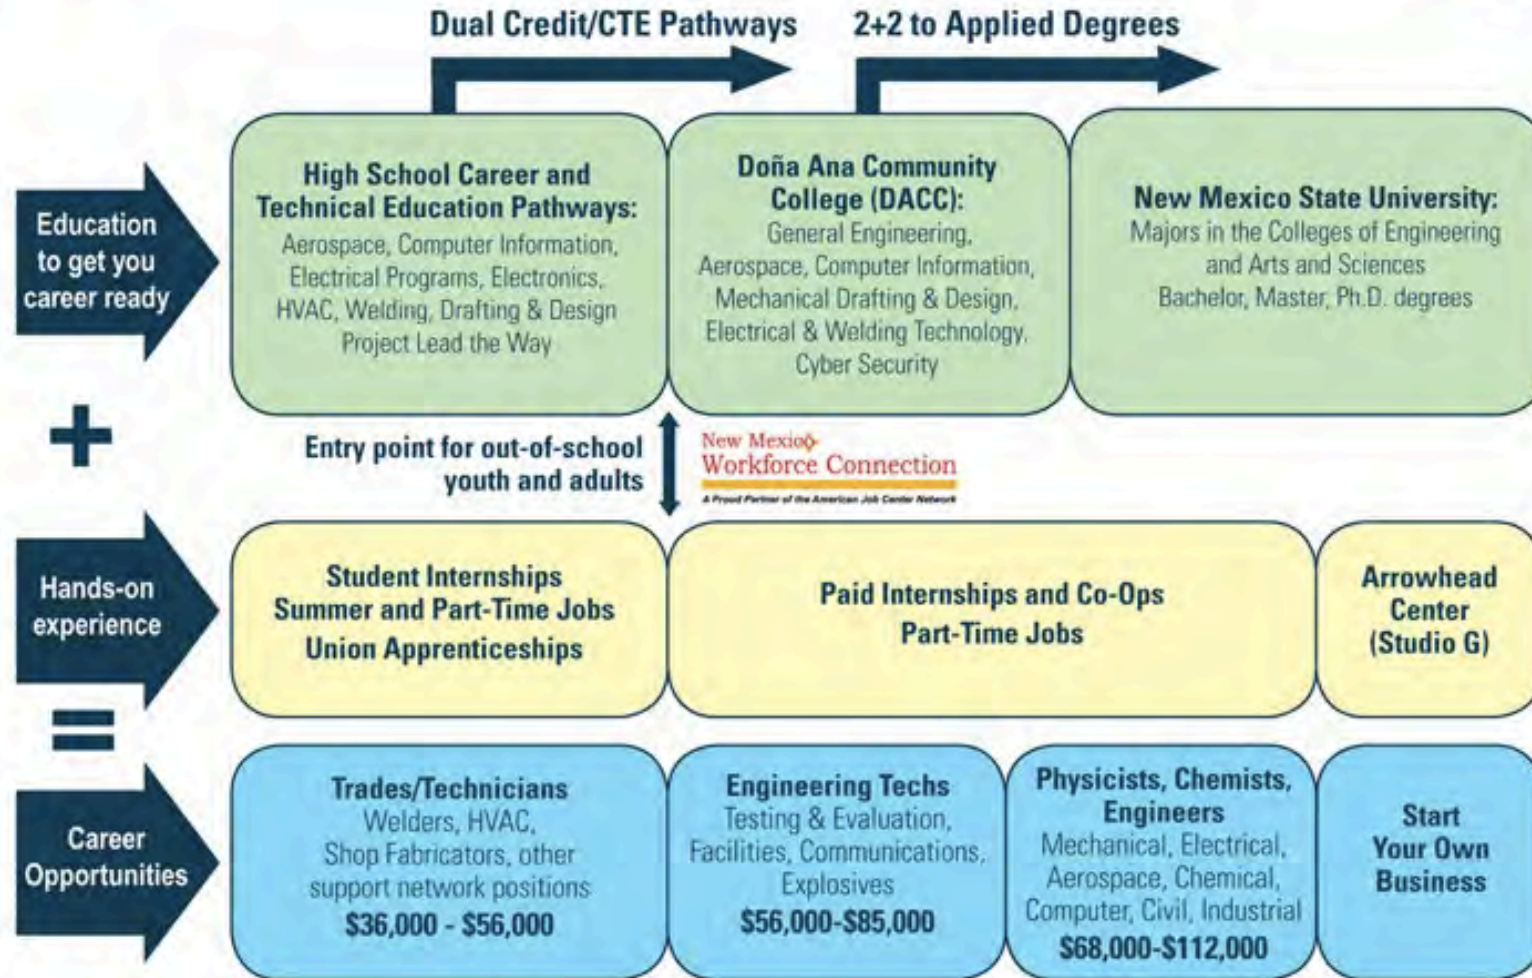 Dual Credit/CTE Pathways
2+2 to Applied Degrees
Education
to get you
career ready
High School Career and
Technical Education Pathways:
Aerospace, Computer Information,
Electrical Programs, Electronics,
HVAC, Welding, Drafting & Design
Project Lead the Way
Doña Ana Community
College (DACC):
General Engineering,
Aerospace, Computer Information,
Mechanical Drafting & Design,
Electrical & Welding Technology,
Cyber Security
New Mexico State University:
Majors in the Colleges of Engineering
and Arts and Sciences
Bachelor, Master, Ph.D. degrees
+
Entry point for out-of-school
youth and adults
New Mexico
Workforce Connection
A Proud Partner of the American Job Center Network
Hands-on
experience
Student Internships
Summer and Part-Time Jobs
Union Apprenticeships
Paid Internships and Co-Ops
Part-Time Jobs
Arrowhead
Center
(Studio G)
=
Career
Opportunities
Trades/Technicians
Welders, HVAC,
Shop Fabricators, other
support network positions
$36,000 - $56,000
Engineering Techs
Testing & Evaluation,
Facilities, Communications,
Explosives
$56,000-$85,000
Physicists, Chemists,
Engineers
Mechanical, Electrical,
Aerospace, Chemical,
Computer, Civil, Industrial
$68,000-$112,000
Start
Your Own
Business